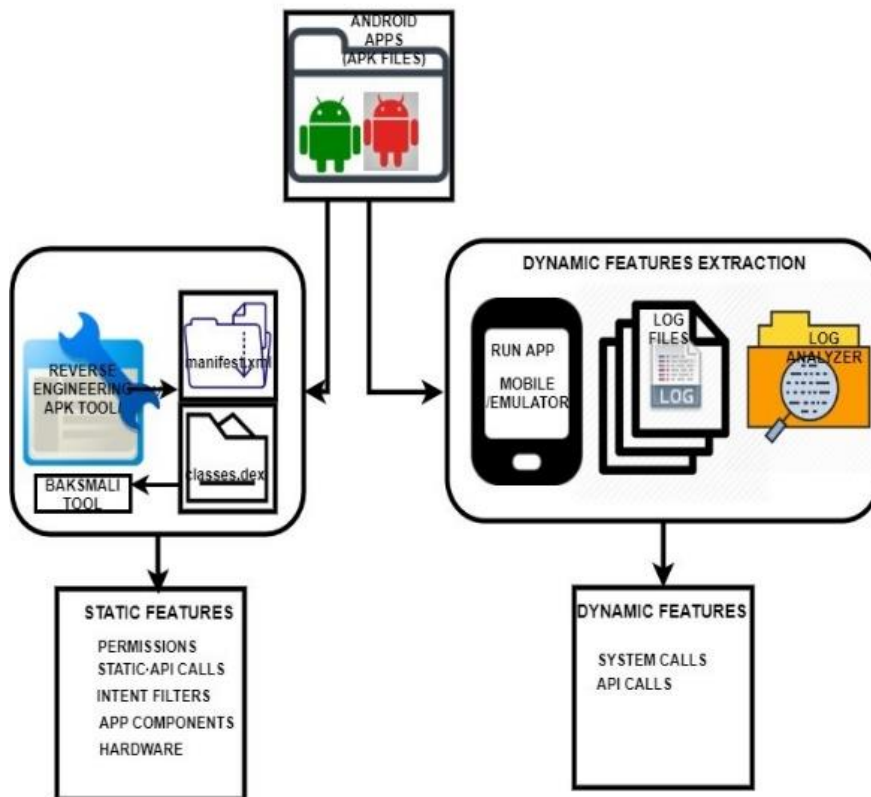 ANDROID
APPS
(APK FILES)
REVERSE
ENGINEERING
APK TOOL
manifest.xml
classes.dex
BAKSMALI
TOOL
DYNAMIC FEATURES EXTRACTION
RUN APP
MOBILE
/EMULATOR
LOG
FILES
LOG
LOG
ANALYZER
STATIC FEATURES
PERMISSIONS
STATIC-API CALLS
INTENT FILTERS
APP COMPONENTS
HARDWARE
DYNAMIC FEATURES
SYSTEM CALLS
API CALLS